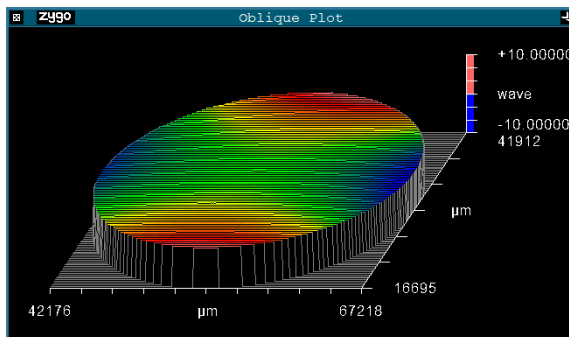 zygo Oblique Plot
+10.00000
wave
-10.00000
41912
µm
16695
42176 µm 67218